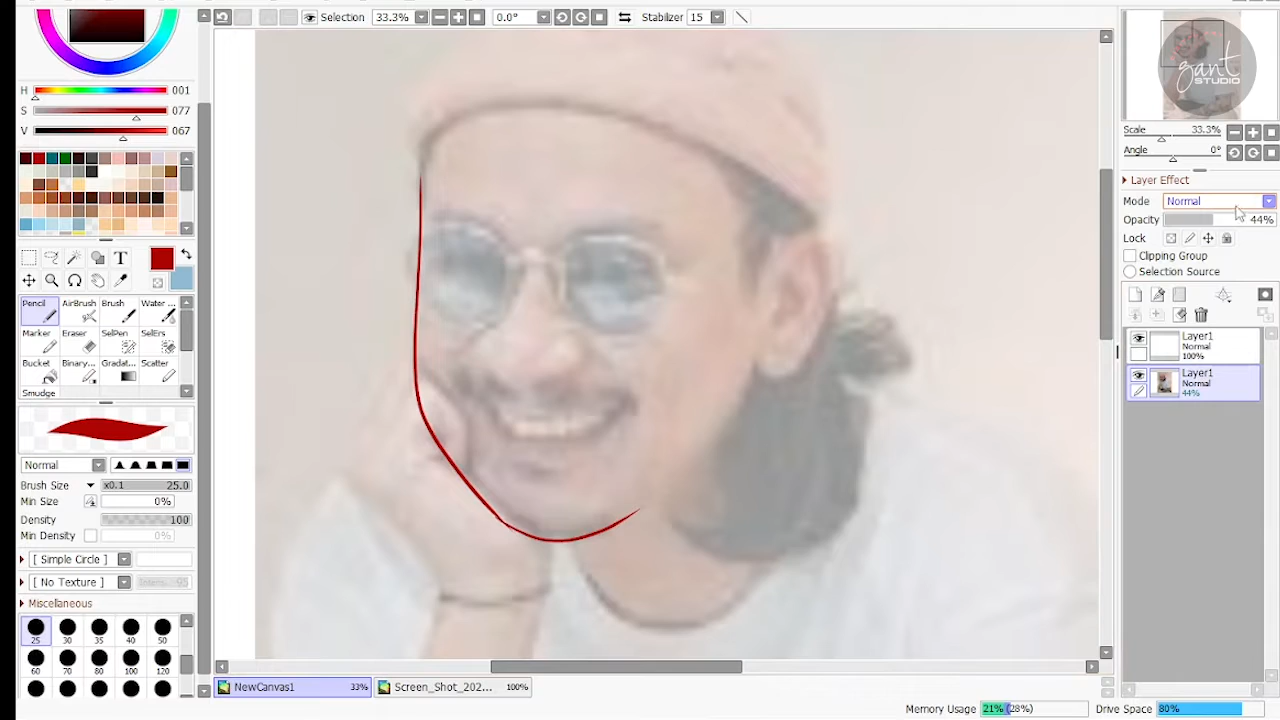 Selection 33.3% 0.0° Stabilizer 15
H 001
S 077
V 067
T
Pencil AirBrush Brush Water ...
Marker Eraser SelPen SelErs
Bucket Binary... Gradat... Scatter
Smudge
Normal
Brush Size x0.1 25.0
Min Size 0%
Density 100
Min Density 0%
[ Simple Circle ]
[ No Texture ]
Miscellaneous
25 30 35 40 50
60 70 80 100 120
NewCanvas1 33% Screen_Shot_202... 100%
Memory Usage 21% (28%) Drive Space 80%
gant
STUDIO
Scale 33.3%
Angle 0°
Layer Effect
Mode Normal
Opacity 44%
Lock
Clipping Group
Selection Source
Layer1
Normal
100%
Layer1
Normal
44%